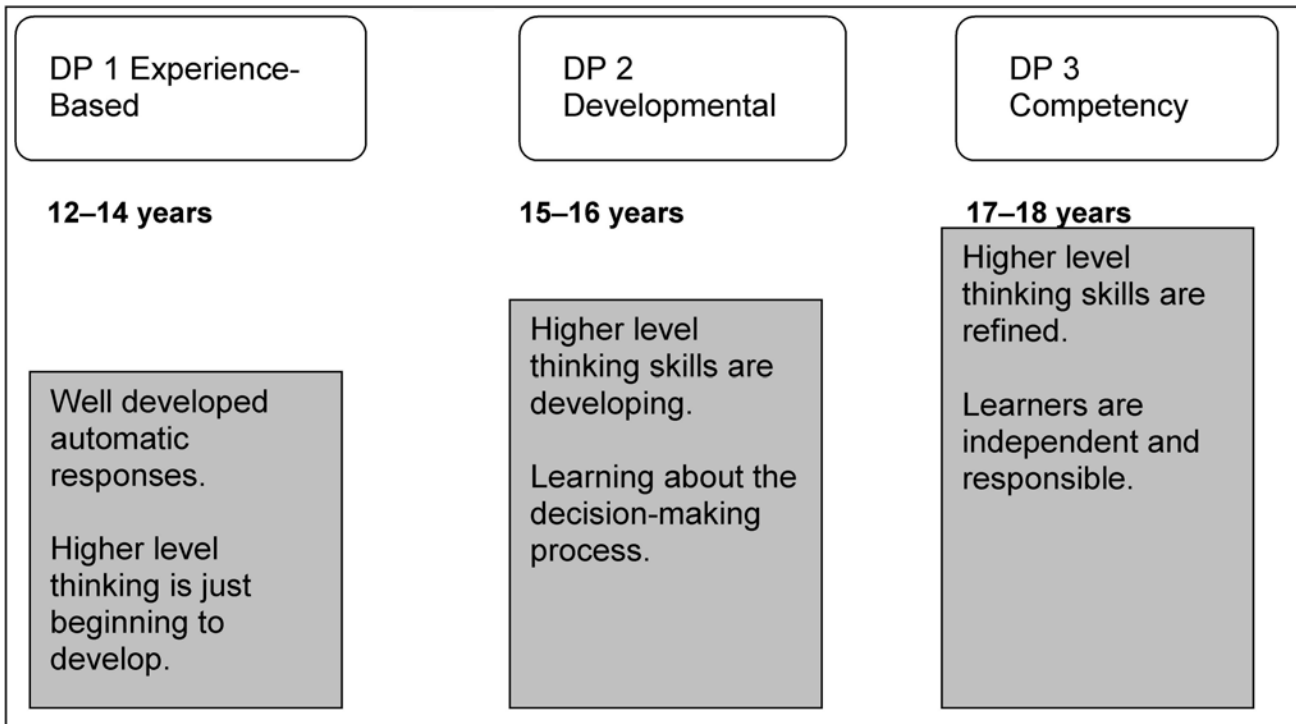 DP 1 Experience-
Based
DP 2
Developmental
DP 3
Competency
12–14 years
15–16 years
17–18 years
Well developed
automatic
responses.
Higher level
thinking is just
beginning to
develop.
Higher level
thinking skills are
developing.
Learning about the
decision-making
process.
Higher level
thinking skills are
refined.
Learners are
independent and
responsible.